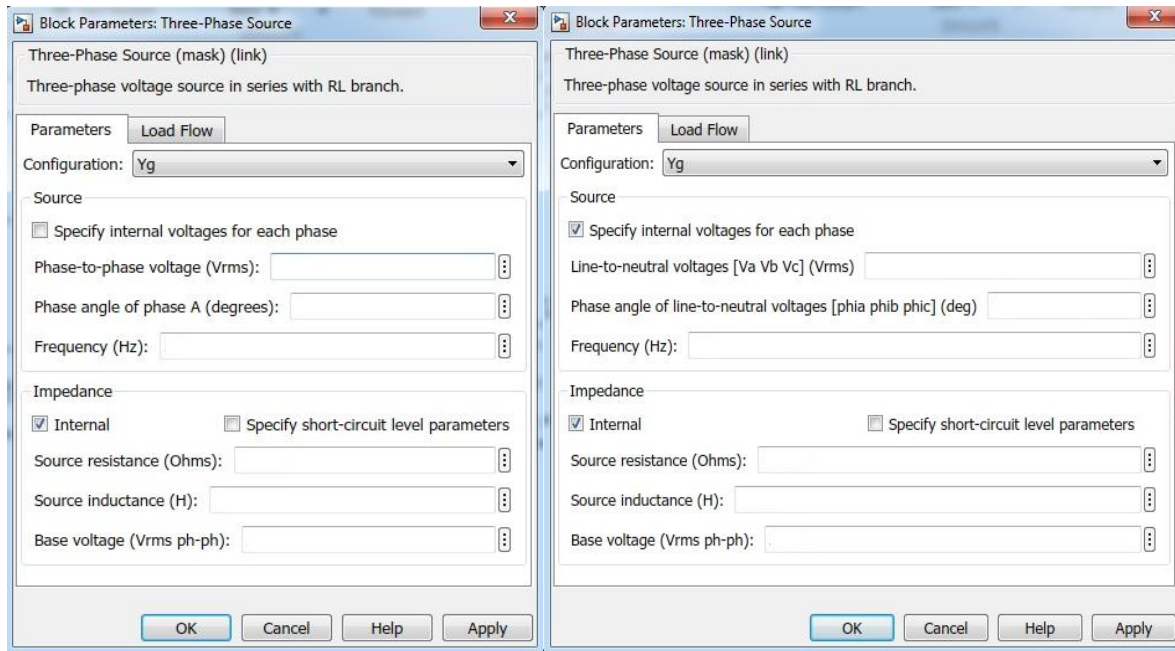 Block Parameters: Three-Phase Source
Three-Phase Source (mask) (link)
Three-phase voltage source in series with RL branch.
Parameters Load Flow
Configuration: Yg
Source
Specify internal voltages for each phase
Phase-to-phase voltage (Vrms):
Phase angle of phase A (degrees):
Frequency (Hz):
Impedance
Internal Specify short-circuit level parameters
Source resistance (Ohms):
Source inductance (H):
Base voltage (Vrms ph-ph):
OK Cancel Help Apply
Block Parameters: Three-Phase Source
Three-Phase Source (mask) (link)
Three-phase voltage source in series with RL branch.
Parameters Load Flow
Configuration: Yg
Source
Specify internal voltages for each phase
Line-to-neutral voltages [Va Vb Vc] (Vrms)
Phase angle of line-to-neutral voltages [phia phib phic] (deg)
Frequency (Hz):
Impedance
Internal Specify short-circuit level parameters
Source resistance (Ohms):
Source inductance (H):
Base voltage (Vrms ph-ph):
OK Cancel Help Apply